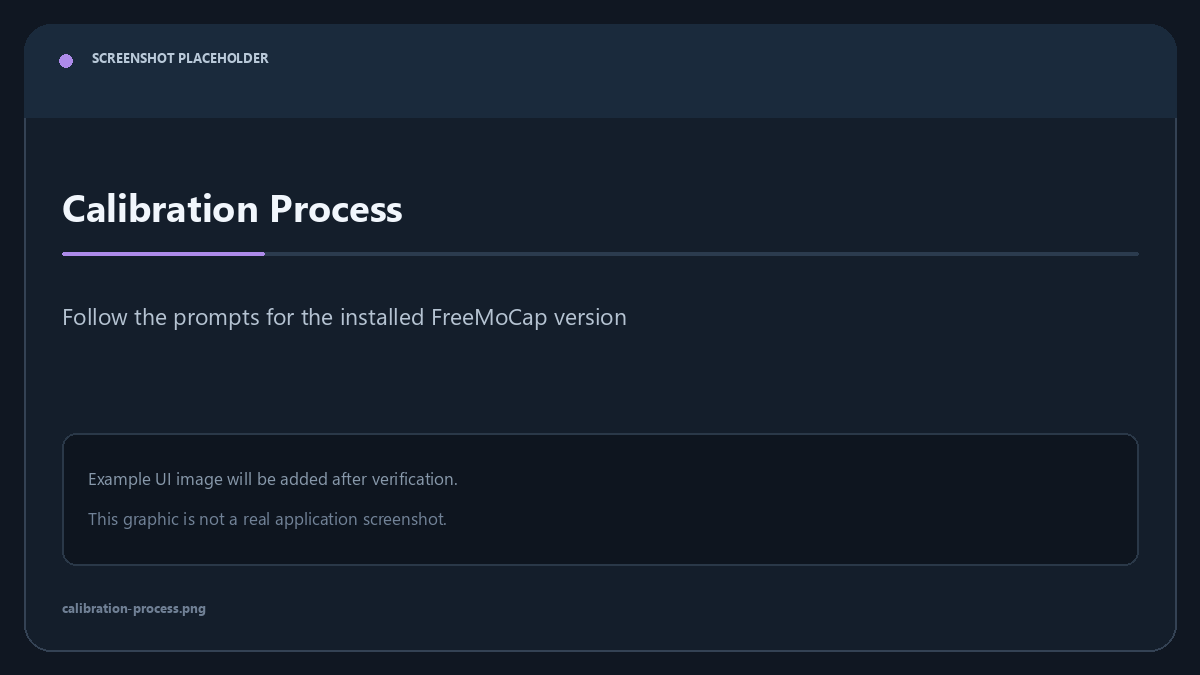 SCREENSHOT PLACEHOLDER
Calibration Process
Follow the prompts for the installed FreeMoCap version
Example UI image will be added after verification.
This graphic is not a real application screenshot.
calibration-process.png